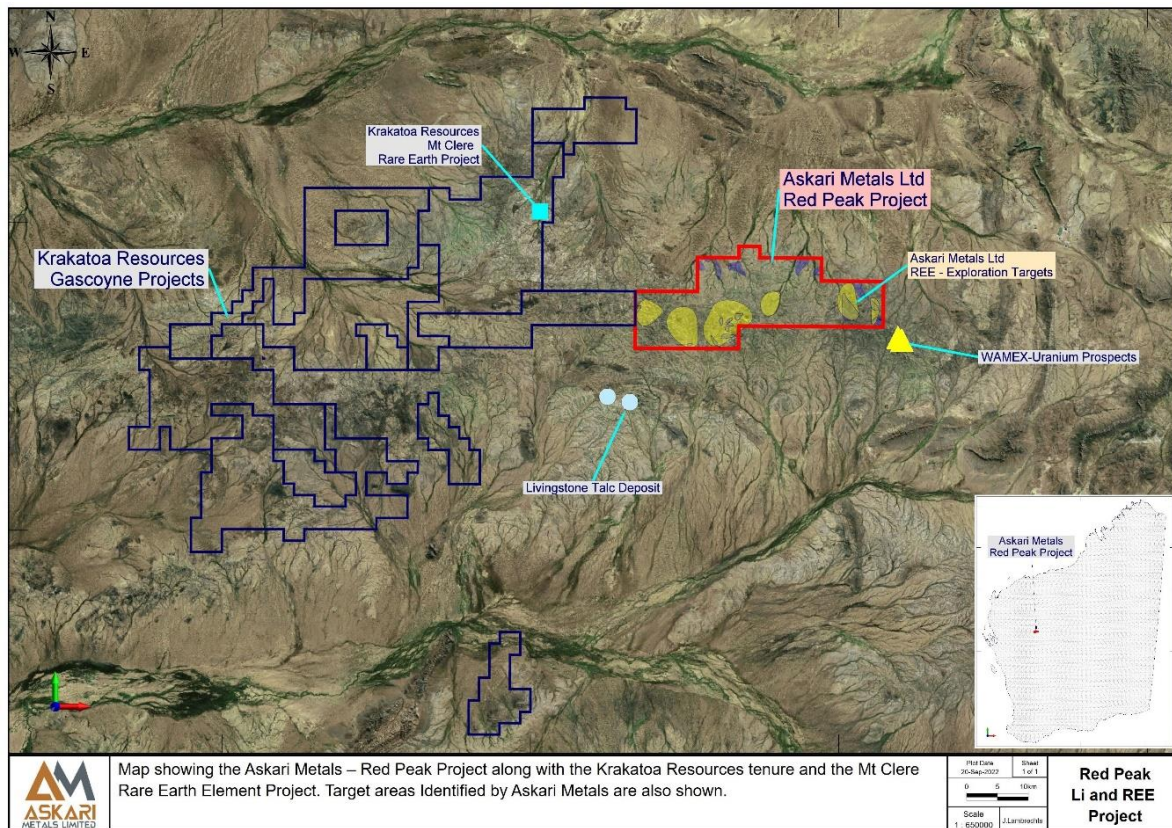 N
W
E
S
Krakatoa Resources
Mt Clere
Rare Earth Project
Askari Metals Ltd
Red Peak Project
Krakatoa Resources
Gascoyne Projects
Askari Metals Ltd
REE - Exploration Targets
WAMEX-Uranium Prospects
Livingstone Talc Deposit
Askari Metals
Red Peak Project
AM
ASKARI
METALS LIMITED
Map showing the Askari Metals – Red Peak Project along with the Krakatoa Resources tenure and the Mt Clere
Rare Earth Element Project. Target areas Identified by Askari Metals are also shown.
Plot Date
20-Sep-2022
Sheet
1 of 1
0 5 10km
Scale
1 : 650000
J.Lambrechts
Red Peak
Li and REE
Project